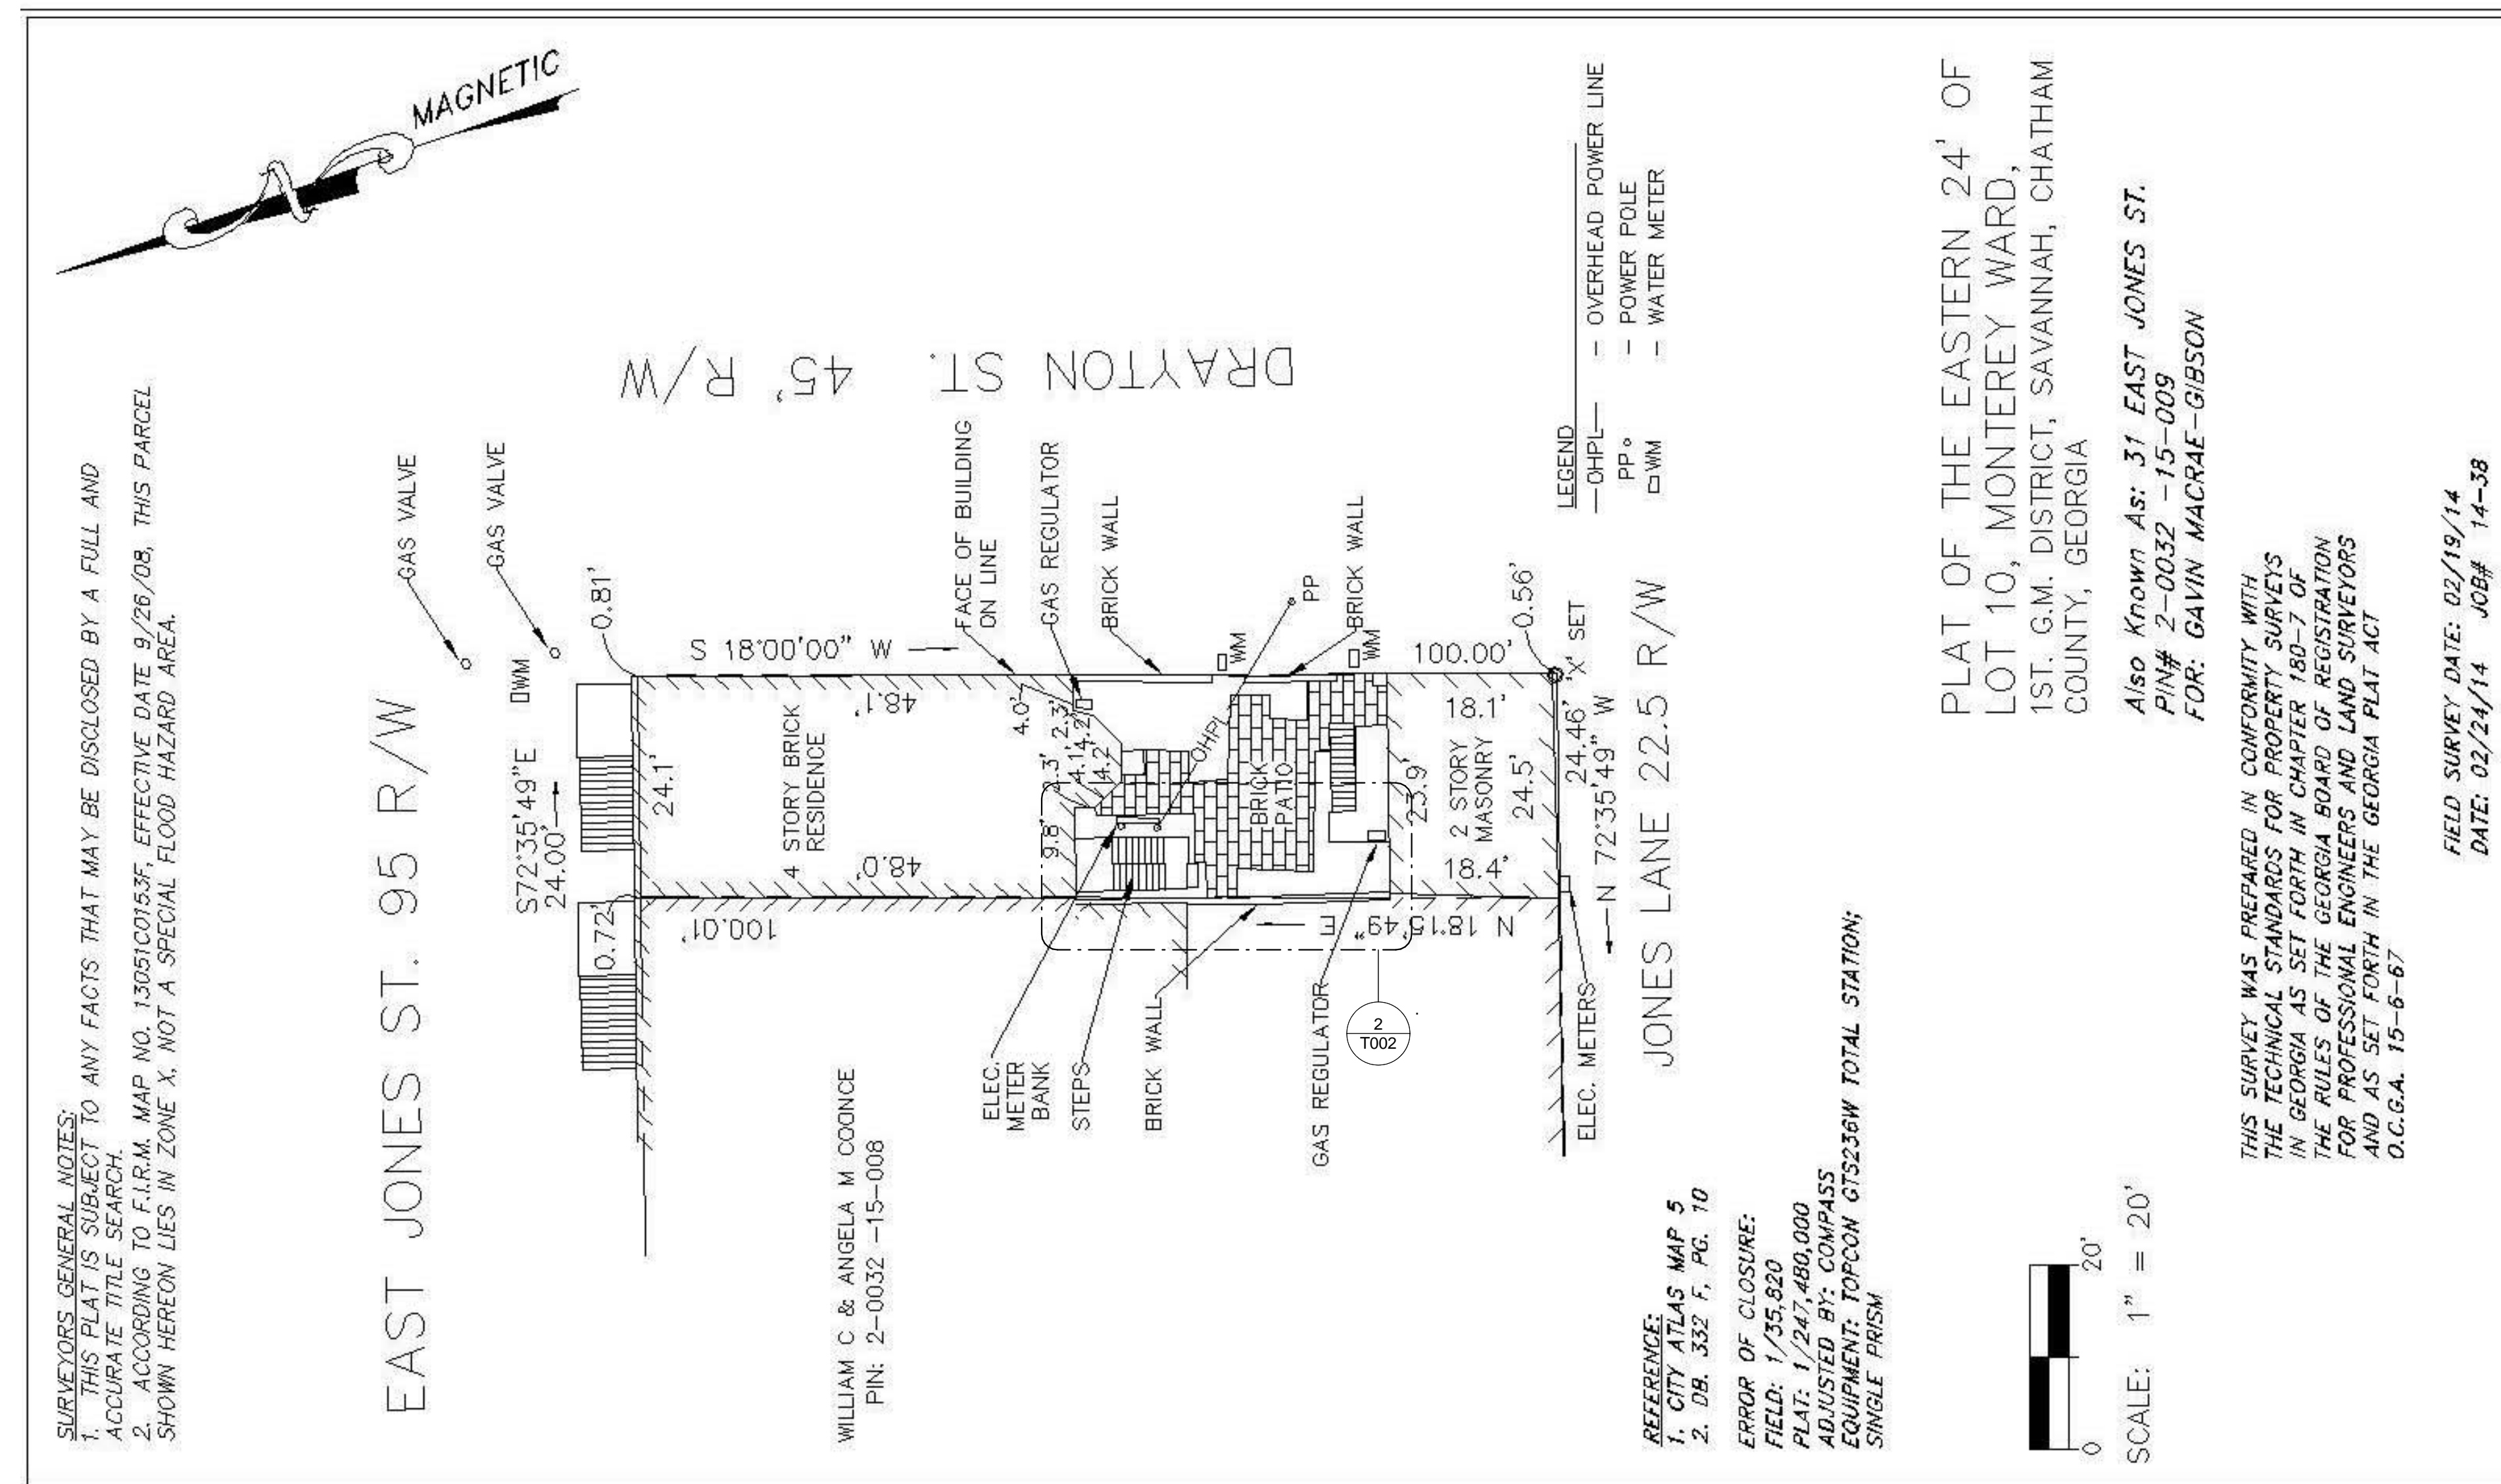 SURVEYORS GENERAL NOTES:
1. THIS PLAT IS SUBJECT TO ANY FACTS THAT MAY BE DISCLOSED BY A FULL AND
ACCURATE TITLE SEARCH.
2. ACCORDING TO F.I.R.M. MAP NO. 13051C0153F, EFFECTIVE DATE 9/26/08, THIS PARCEL
SHOWN HEREON LIES IN ZONE X, NOT A SPECIAL FLOOD HAZARD AREA.
MAGNETIC
EAST JONES ST. 95 R/W
GAS VALVE
GAS VALVE
WM
S72°35'49"E
24.00'
0.72'
0.81'
24.1'
DRAYTON ST. 45' R/W
S 18°00'00" W
100.01'
4 STORY BRICK
RESIDENCE
48.1'
48.0'
WILLIAM C & ANGELA M COONCE
PIN: 2-0032 -15-008
FACE OF BUILDING
ON LINE
GAS REGULATOR
BRICK WALL
4.0'
2.3'
4.2'
4.1'
4.2'
2.3'
9.8'
ELEC.
METER
BANK
STEPS
BRICK WALL
OHPL
PP
WM
BRICK WALL
WM
BRICK
PATIO
GAS REGULATOR
N 18°15'49" E
2
T002
23.9'
100.00'
18.1'
2 STORY
MASONRY
18.4'
24.5'
0.56'
'X' SET
24.46'
N 72°35'49" W
ELEC. METERS
JONES LANE 22.5 R/W
LEGEND
OHPL - OVERHEAD POWER LINE
PP - POWER POLE
WM - WATER METER
REFERENCE:
1. CITY ATLAS MAP 5
2. DB. 332 F, PG. 10
ERROR OF CLOSURE:
FIELD: 1/35,820
PLAT: 1/247,480,000
ADJUSTED BY: COMPASS
EQUIPMENT: TOPCON GTS236W TOTAL STATION;
SINGLE PRISM
PLAT OF THE EASTERN 24' OF
LOT 10, MONTEREY WARD,
1ST. G.M. DISTRICT, SAVANNAH, CHATHAM
COUNTY, GEORGIA
Also Known As: 31 EAST JONES ST.
PIN# 2-0032 -15-009
FOR: GAVIN MACRAE-GIBSON
0 20'
SCALE: 1" = 20'
THIS SURVEY WAS PREPARED IN CONFORMITY WITH
THE TECHNICAL STANDARDS FOR PROPERTY SURVEYS
IN GEORGIA AS SET FORTH IN CHAPTER 180-7 OF
THE RULES OF THE GEORGIA BOARD OF REGISTRATION
FOR PROFESSIONAL ENGINEERS AND LAND SURVEYORS
AND AS SET FORTH IN THE GEORGIA PLAT ACT
O.C.G.A. 15-6-67
FIELD SURVEY DATE: 02/19/14
DATE: 02/24/14 JOB# 14-38